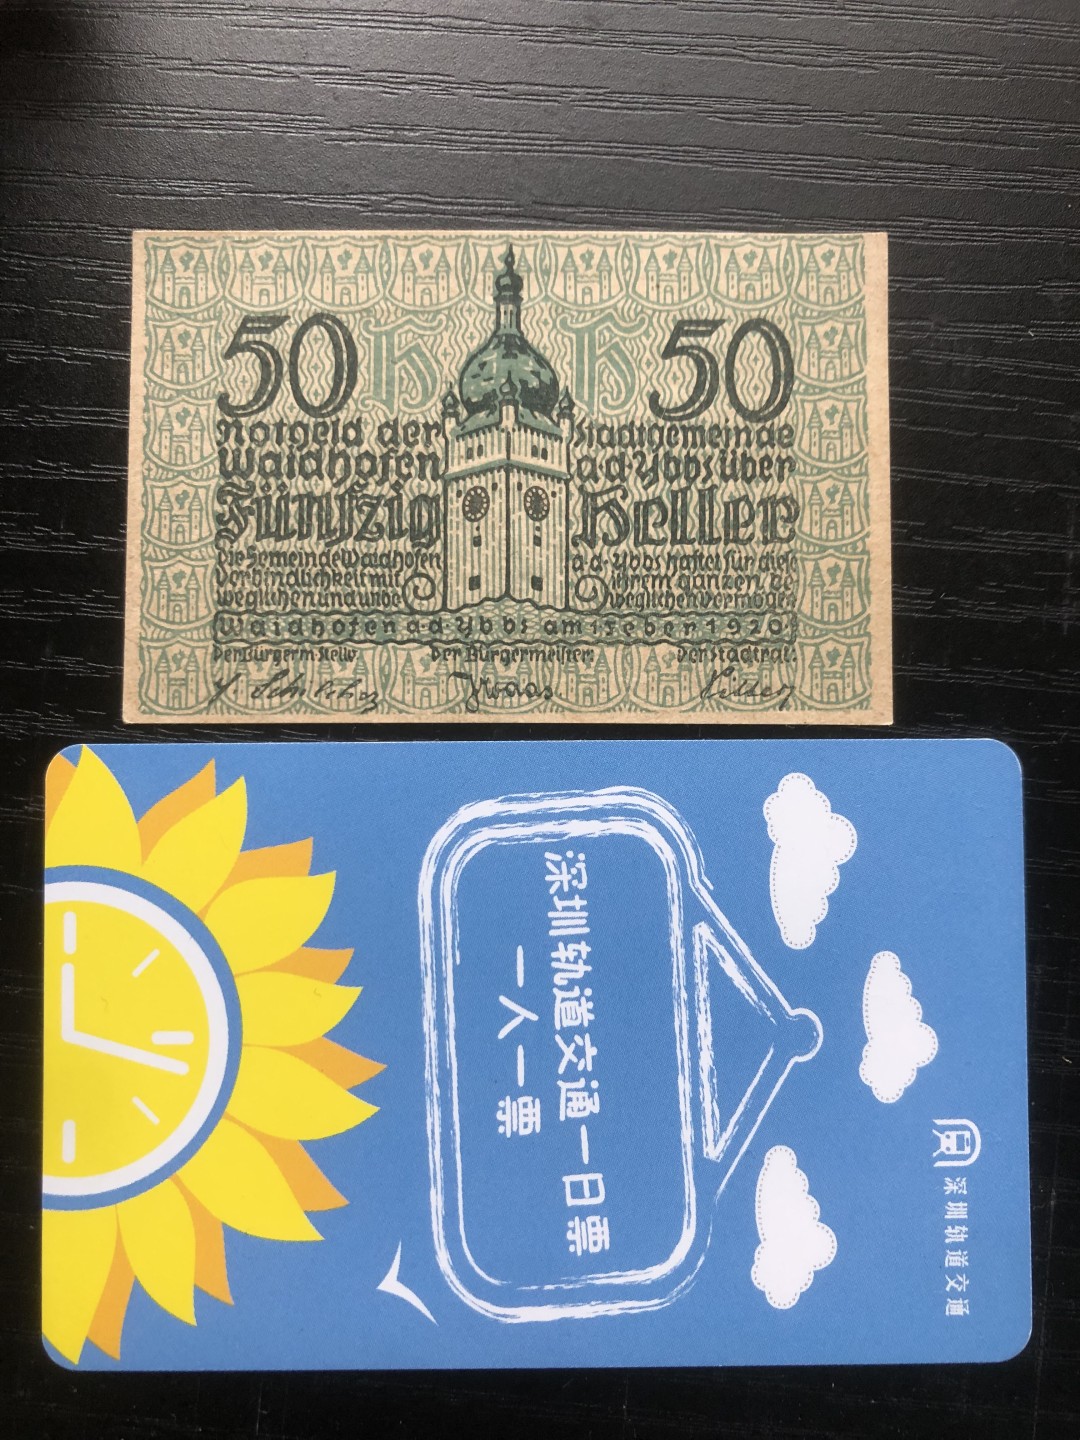 50 H H 50
Notgeld der Stadtgemeinde
Waidhofen a.d.Ybbs über
Fünfzig Heller
Die Gemeinde Waidhofen a.d.Ybbs haftet für diese
Verbindlichkeit mit ihrem ganzen be
weglichen und unbe weglichen Vermögen
Waidhofen a.d.Ybbs am 1 Feber 1920
Der Bürgerm.Stellv. Der Bürgermeister: Der Stadtrat:
深圳轨道交通一日票
一人一票
深圳轨道交通